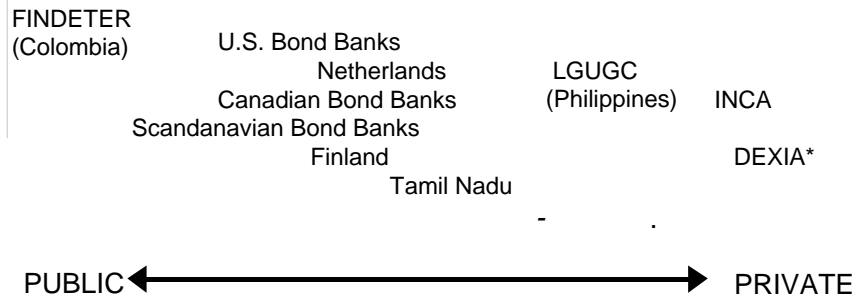 FINDETER
(Colombia)
U.S. Bond Banks
Netherlands
LGUGC
(Philippines)
Canadian Bond Banks
INCA
Scandanavian Bond Banks
Finland
DEXIA*
Tamil Nadu
- .
PUBLIC
PRIVATE